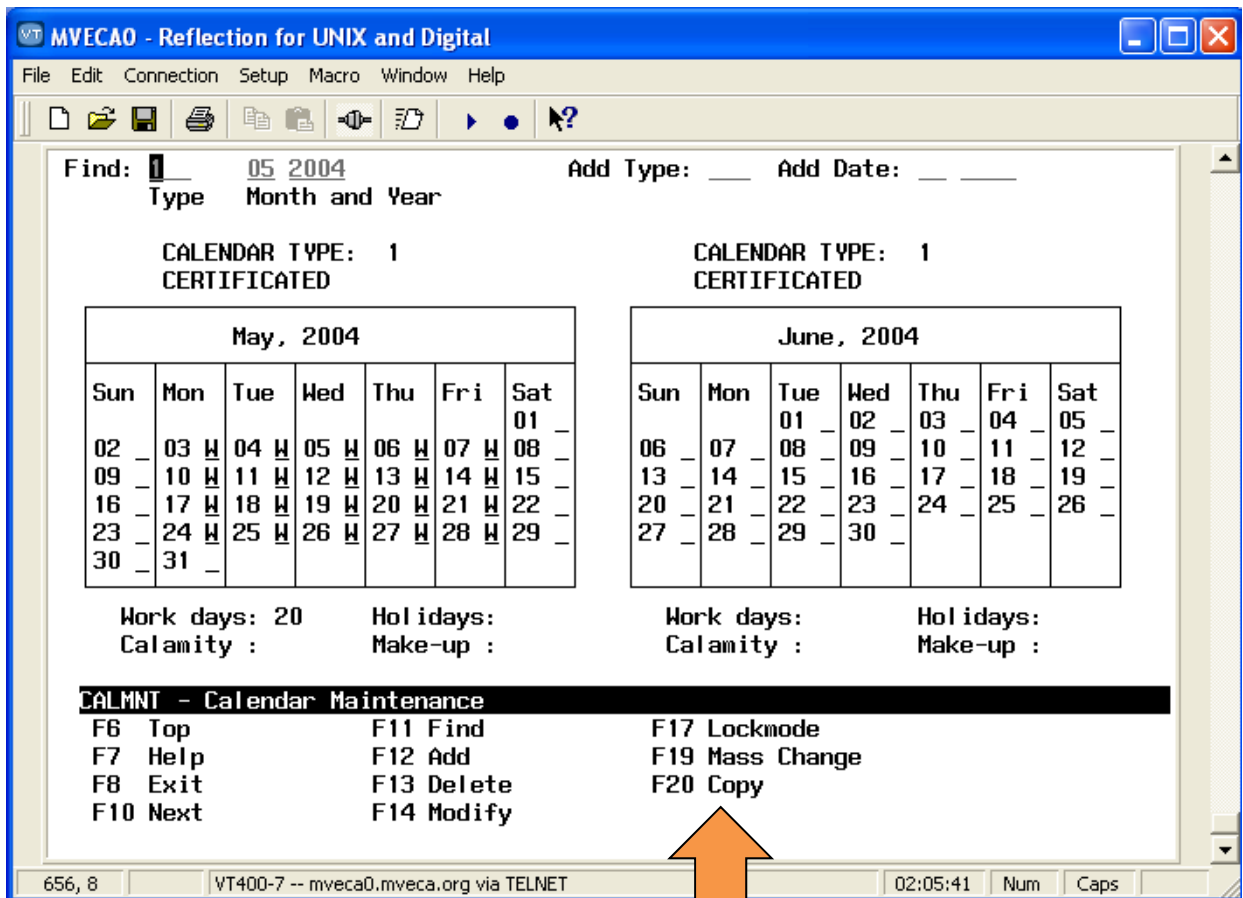 MVECA0 - Reflection for UNIX and Digital
File Edit Connection Setup Macro Window Help
Find: 1__ 05 2004 Add Type: ___ Add Date: __ ____
Type Month and Year
CALENDAR TYPE: 1 CALENDAR TYPE: 1
CERTIFICATED CERTIFICATED
May, 2004 June, 2004
Sun Mon Tue Wed Thu Fri Sat Sun Mon Tue Wed Thu Fri Sat
01 _ 01 _ 02 _ 03 _ 04 _ 05 _
02 _ 03 W 04 W 05 W 06 W 07 W 08 _ 06 _ 07 _ 08 _ 09 _ 10 _ 11 _ 12 _
09 _ 10 W 11 W 12 W 13 W 14 W 15 _ 13 _ 14 _ 15 _ 16 _ 17 _ 18 _ 19 _
16 _ 17 W 18 W 19 W 20 W 21 W 22 _ 20 _ 21 _ 22 _ 23 _ 24 _ 25 _ 26 _
23 _ 24 W 25 W 26 W 27 W 28 W 29 _ 27 _ 28 _ 29 _ 30 _
30 _ 31 _
Work days: 20 Holidays: Work days: Holidays:
Calamity : Make-up : Calamity : Make-up :
CALMNT - Calendar Maintenance
F6 Top F11 Find F17 Lockmode
F7 Help F12 Add F19 Mass Change
F8 Exit F13 Delete F20 Copy
F10 Next F14 Modify
656, 8 VT400-7 -- mveca0.mveca.org via TELNET 02:05:41 Num Caps